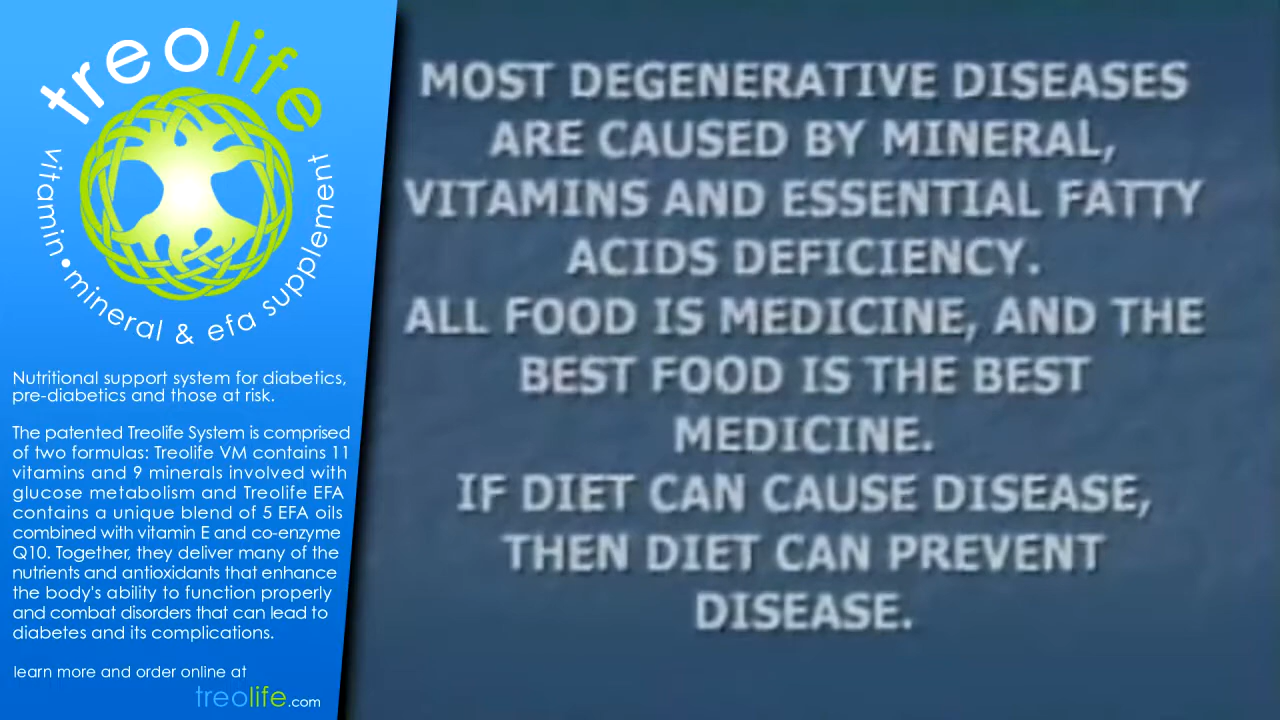 treolife
vitamin • mineral & efa supplement
Nutritional support system for diabetics,
pre-diabetics and those at risk.
The patented Treolife System is comprised
of two formulas: Treolife VM contains 11
vitamins and 9 minerals involved with
glucose metabolism and Treolife EFA
contains a unique blend of 5 EFA oils
combined with vitamin E and co-enzyme
Q10. Together, they deliver many of the
nutrients and antioxidants that enhance
the body's ability to function properly
and combat disorders that can lead to
diabetes and its complications.
learn more and order online at
treolife.com
MOST DEGENERATIVE DISEASES
ARE CAUSED BY MINERAL,
VITAMINS AND ESSENTIAL FATTY
ACIDS DEFICIENCY.
ALL FOOD IS MEDICINE, AND THE
BEST FOOD IS THE BEST
MEDICINE.
IF DIET CAN CAUSE DISEASE,
THEN DIET CAN PREVENT
DISEASE.